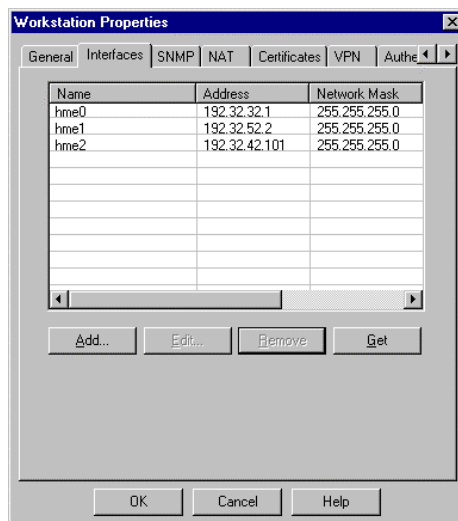 Workstation Properties
General Interfaces SNMP NAT Certificates VPN Authe
Name Address Network Mask
hme0 192.32.32.1 255.255.255.0
hme1 192.32.52.2 255.255.255.0
hme2 192.32.42.101 255.255.255.0
Add... Edit... Remove Get
OK Cancel Help